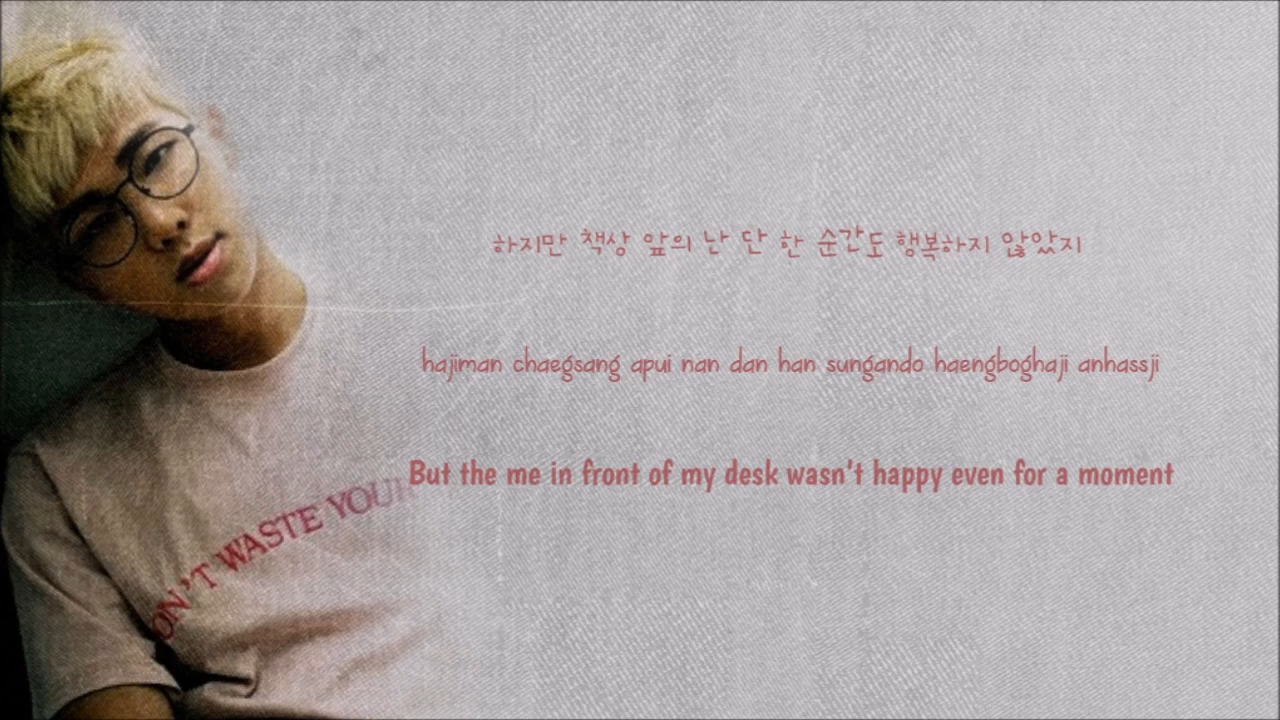 하지만 책상 앞의 난 단 한 순간도 행복하지 않았지
hajiman chaegsang apui nan dan han sungando haengboghaji anhassji
But the me in front of my desk wasn't happy even for a moment
ON'T WASTE YOUR